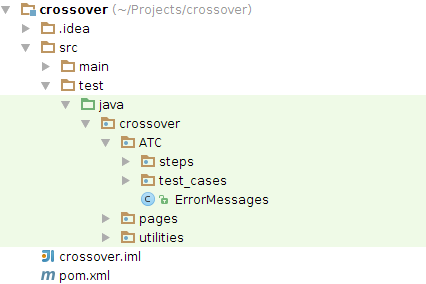 crossover (~/Projects/crossover)
.idea
src
main
test
java
crossover
ATC
steps
test_cases
ErrorMessages
pages
utilities
crossover.iml
pom.xml